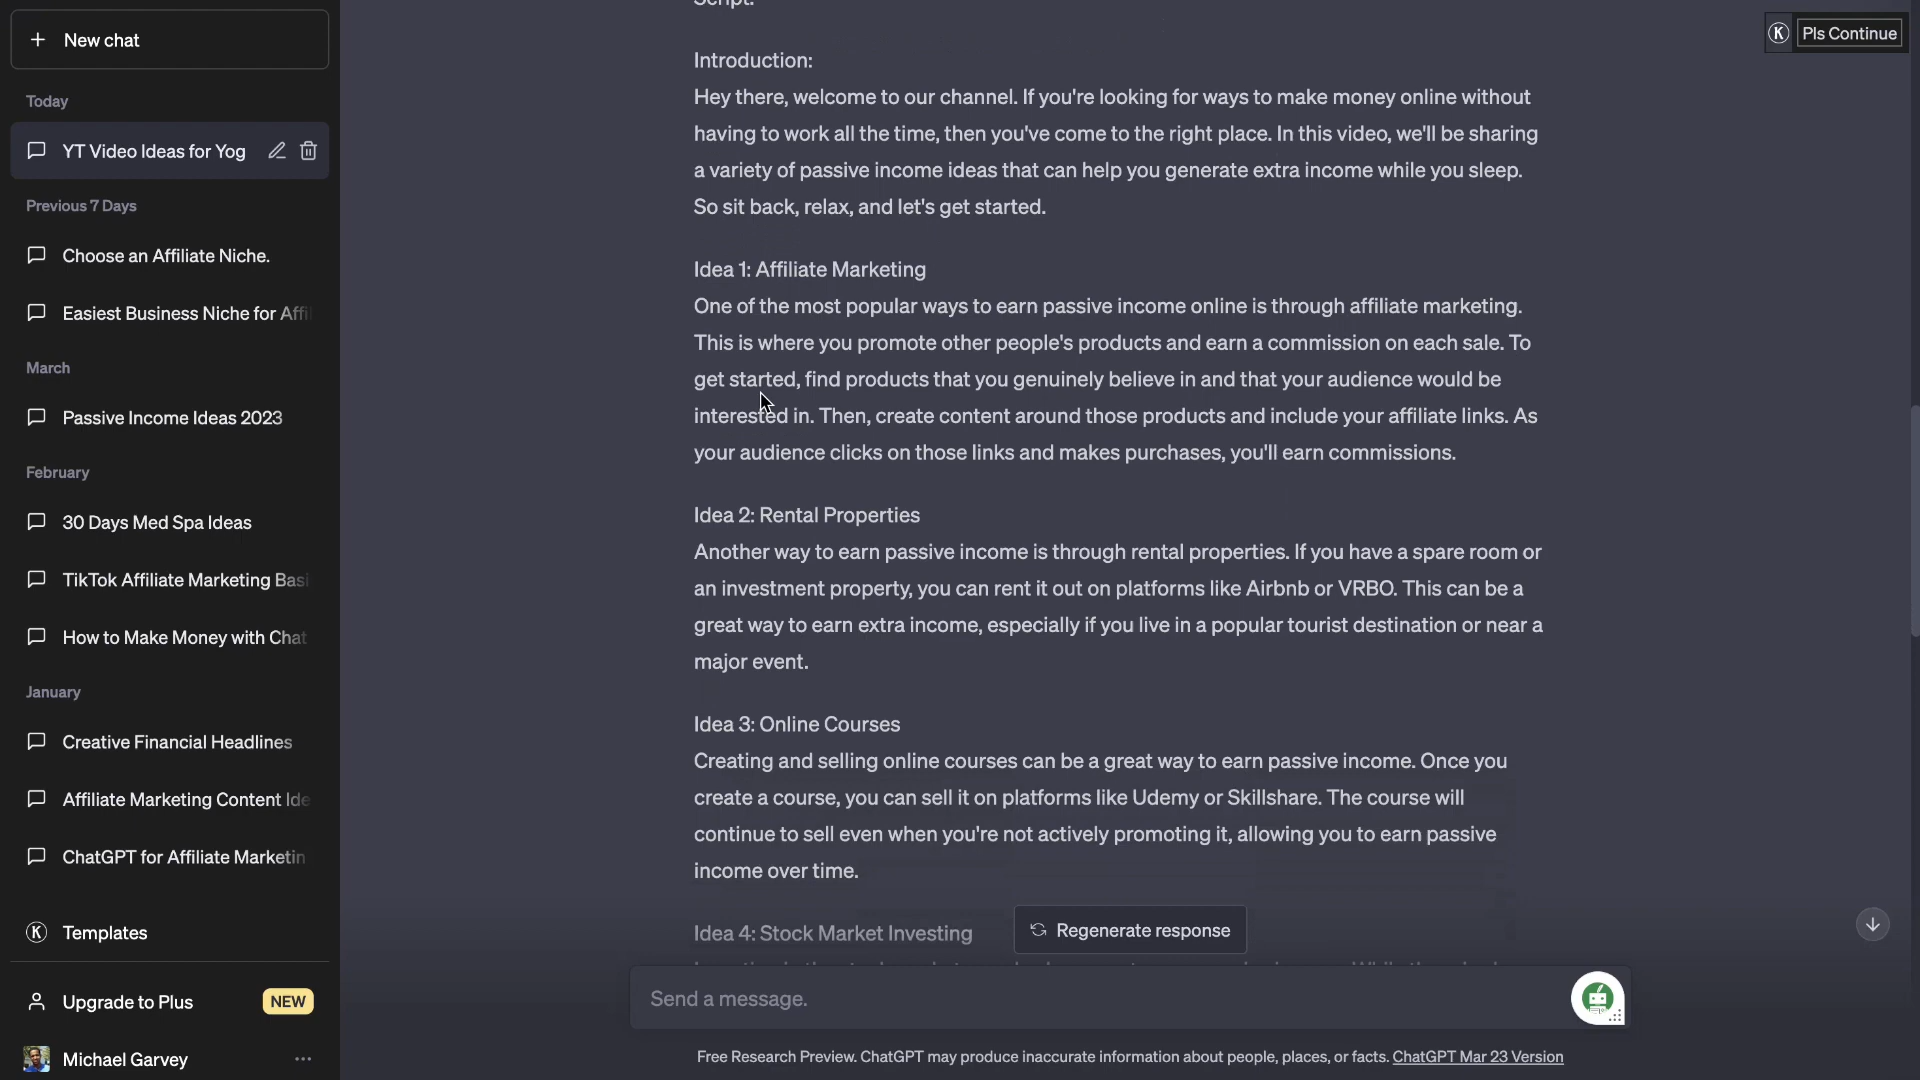 New chat
Today
YT Video Ideas for Yog
Previous 7 Days
Choose an Affiliate Niche.
Easiest Business Niche for Affi
March
Passive Income Ideas 2023
February
30 Days Med Spa Ideas
TikTok Affiliate Marketing Basi
How to Make Money with Chat
January
Creative Financial Headlines
Affiliate Marketing Content Ide
ChatGPT for Affiliate Marketin
K Templates
Upgrade to Plus NEW
Michael Garvey
K Pls Continue
Script:
Introduction:
Hey there, welcome to our channel. If you're looking for ways to make money online without
having to work all the time, then you've come to the right place. In this video, we'll be sharing
a variety of passive income ideas that can help you generate extra income while you sleep.
So sit back, relax, and let's get started.
Idea 1: Affiliate Marketing
One of the most popular ways to earn passive income online is through affiliate marketing.
This is where you promote other people's products and earn a commission on each sale. To
get started, find products that you genuinely believe in and that your audience would be
interested in. Then, create content around those products and include your affiliate links. As
your audience clicks on those links and makes purchases, you'll earn commissions.
Idea 2: Rental Properties
Another way to earn passive income is through rental properties. If you have a spare room or
an investment property, you can rent it out on platforms like Airbnb or VRBO. This can be a
great way to earn extra income, especially if you live in a popular tourist destination or near a
major event.
Idea 3: Online Courses
Creating and selling online courses can be a great way to earn passive income. Once you
create a course, you can sell it on platforms like Udemy or Skillshare. The course will
continue to sell even when you're not actively promoting it, allowing you to earn passive
income over time.
Idea 4: Stock Market Investing
Regenerate response
Send a message.
Free Research Preview. ChatGPT may produce inaccurate information about people, places, or facts. ChatGPT Mar 23 Version